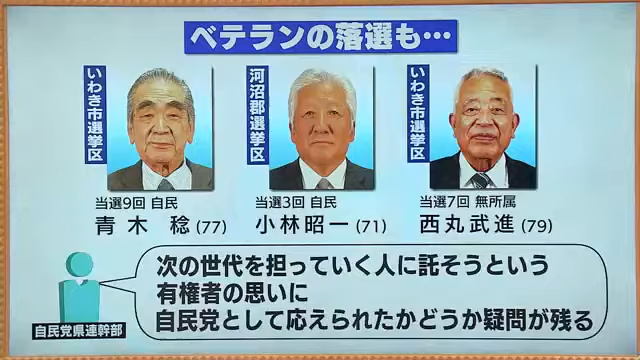 ベテランの落選も…
いわき市選挙区
河沼郡選挙区
いわき市選挙区
当選9回 自民
青木 稔 (77)
当選3回 自民
小林昭一 (71)
当選7回 無所属
西丸武進 (79)
次の世代を担っていく人に託そうという
有権者の思いに
自民党として応えられたかどうか疑問が残る
自民党県連幹部